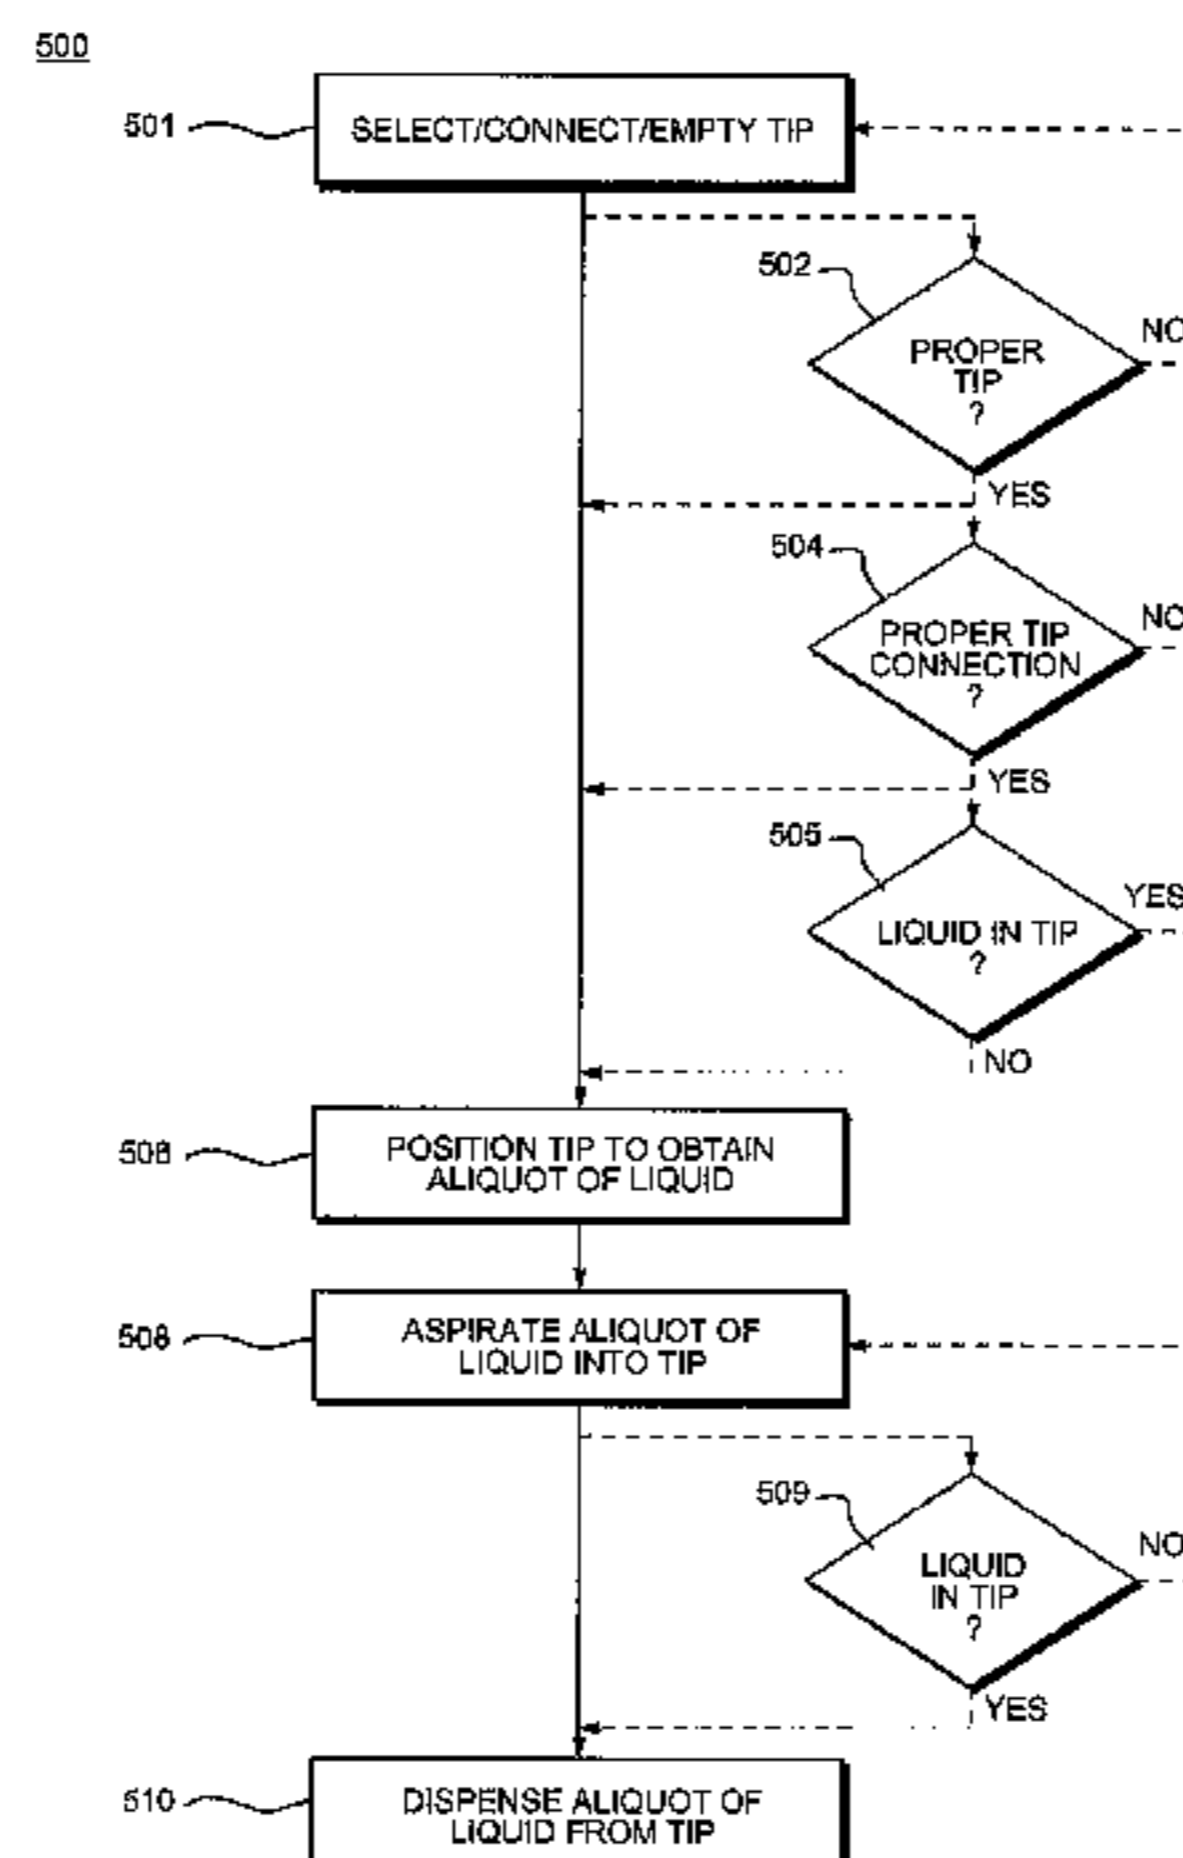 500
501
SELECT/CONNECT/EMPTY TIP
502
PROPER
TIP
?
NO
YES
504
PROPER TIP
CONNECTION
?
NO
YES
505
LIQUID IN TIP
?
YES
NO
POSITION TIP TO OBTAIN
ALIQUOT OF LIQUID
508
ASPIRATE ALIQUOT OF
LIQUID INTO TIP
509
LIQUID
IN TIP
?
NO
YES
510
DISPENSE ALIQUOT OF
LIQUID FROM TIP